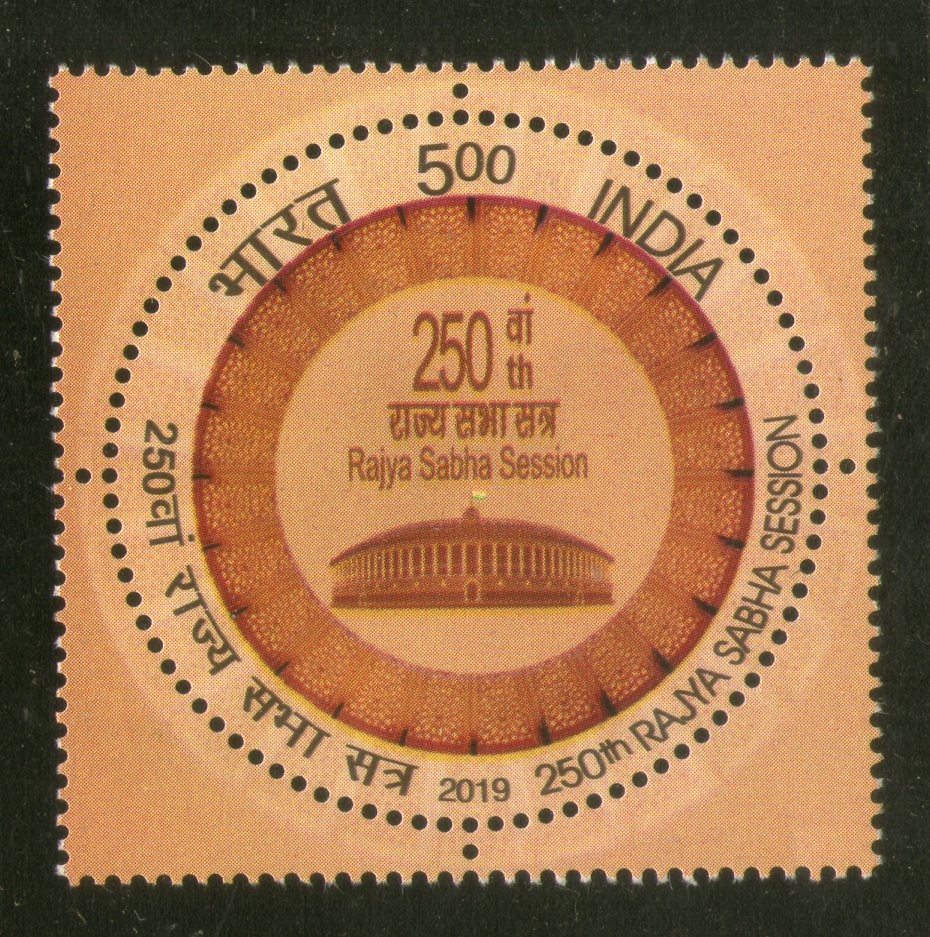 500
भारत
INDIA
250 वां
th
राज्य सभा सत्र
Rajya Sabha Session
250वां राज्य सभा सत्र
2019
250th RAJYA SABHA SESSION